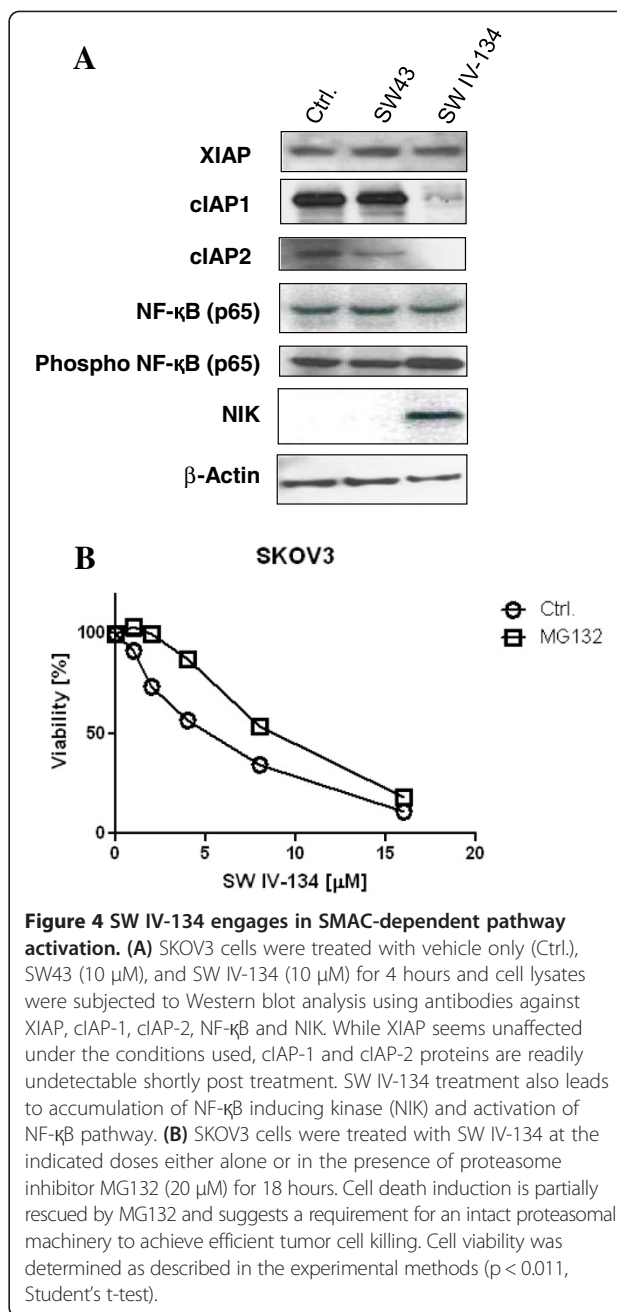 A
Ctrl.
SW43
SW IV-134
XIAP
cIAP1
cIAP2
NF-κB (p65)
Phospho NF-κB (p65)
NIK
β-Actin
B
SKOV3
Ctrl.
MG132
Viability [%]
100
50
0
0
5
10
15
20
SW IV-134 [μM]
Figure 4 SW IV-134 engages in SMAC-dependent pathway
activation. (A) SKOV3 cells were treated with vehicle only (Ctrl.),
SW43 (10 μM), and SW IV-134 (10 μM) for 4 hours and cell lysates
were subjected to Western blot analysis using antibodies against
XIAP, cIAP-1, cIAP-2, NF-κB and NIK. While XIAP seems unaffected
under the conditions used, cIAP-1 and cIAP-2 proteins are readily
undetectable shortly post treatment. SW IV-134 treatment also leads
to accumulation of NF-κB inducing kinase (NIK) and activation of
NF-κB pathway. (B) SKOV3 cells were treated with SW IV-134 at the
indicated doses either alone or in the presence of proteasome
inhibitor MG132 (20 μM) for 18 hours. Cell death induction is partially
rescued by MG132 and suggests a requirement for an intact proteasomal
machinery to achieve efficient tumor cell killing. Cell viability was
determined as described in the experimental methods (p < 0.011,
Student's t-test).